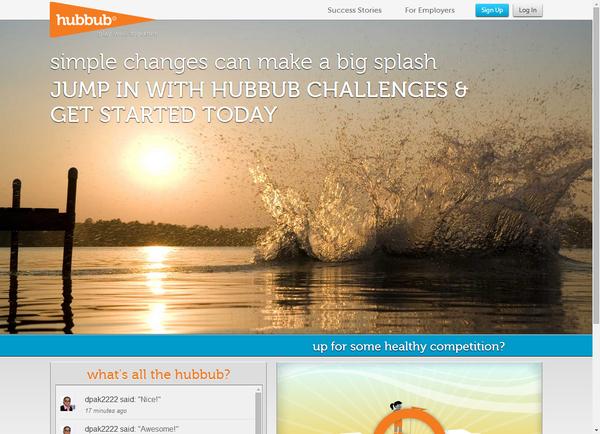 hubbub®
play well, together
Success Stories
For Employers
Sign Up
Log In
simple changes can make a big splash
JUMP IN WITH HUBBUB CHALLENGES &
GET STARTED TODAY
up for some healthy competition?
what's all the hubbub?
dpak2222 said: "Nice!"
17 minutes ago
dpak2222 said: "Awesome!"